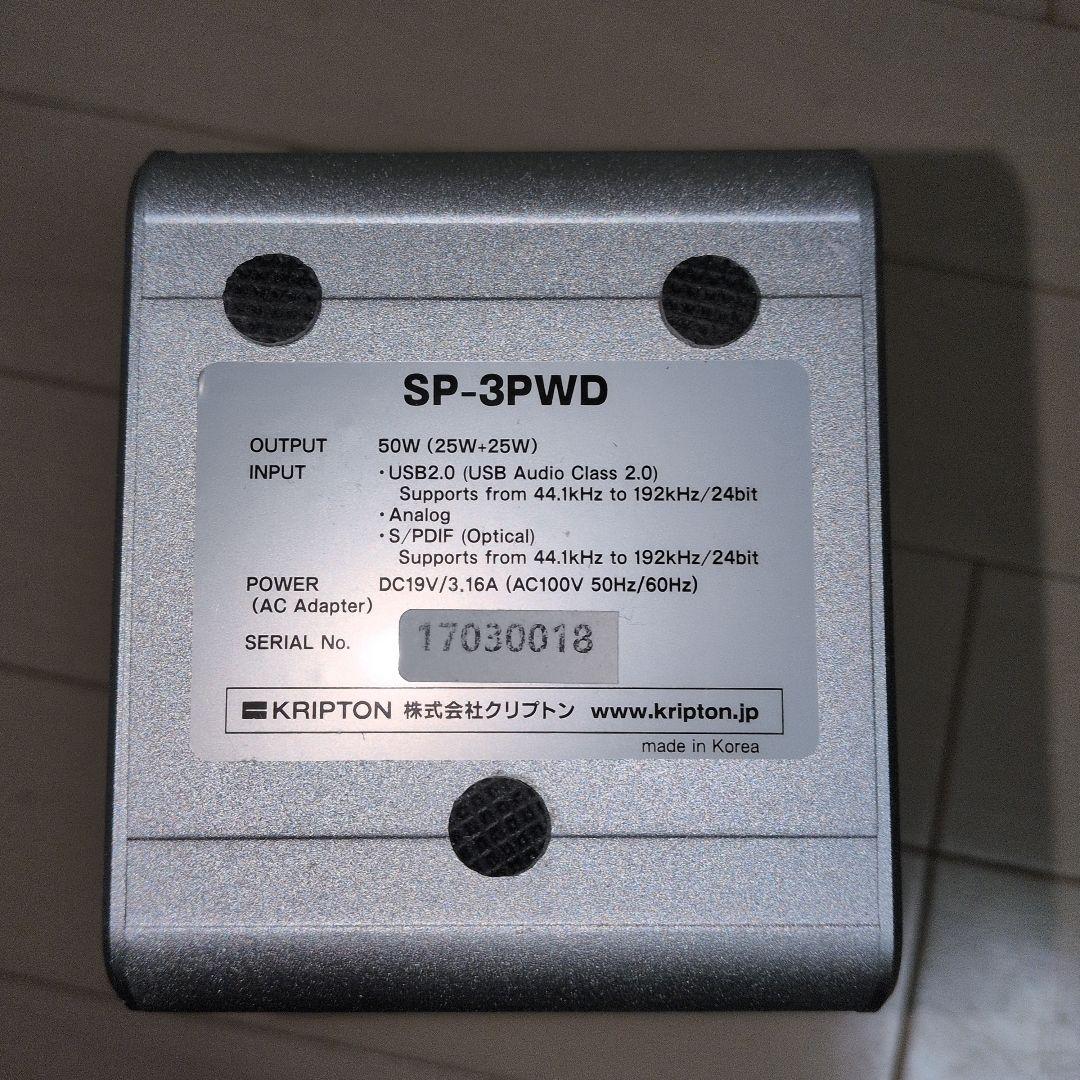 SP-3PWD
OUTPUT 50W (25W+25W)
INPUT ・USB2.0 (USB Audio Class 2.0)
Supports from 44.1kHz to 192kHz/24bit
・Analog
・S/PDIF (Optical)
Supports from 44.1kHz to 192kHz/24bit
POWER DC19V/3.16A (AC100V 50Hz/60Hz)
(AC Adapter)
SERIAL No. 17030018
KRIPTON 株式会社クリプトン www.kripton.jp
made in Korea